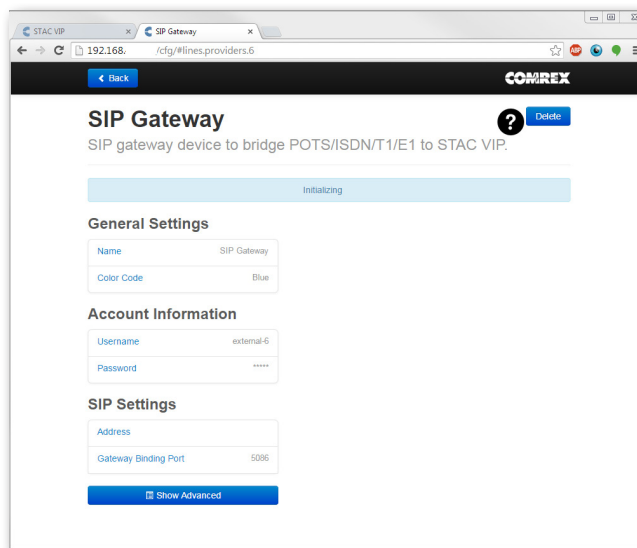 STAC VIP
SIP Gateway
192.168. /cfg/#lines.providers.6
ABP
Back
COMREX
SIP Gateway
? Delete
SIP gateway device to bridge POTS/ISDN/T1/E1 to STAC VIP.
Initializing
General Settings
Name SIP Gateway
Color Code Blue
Account Information
Username external-6
Password *****
SIP Settings
Address
Gateway Binding Port 5086
Show Advanced